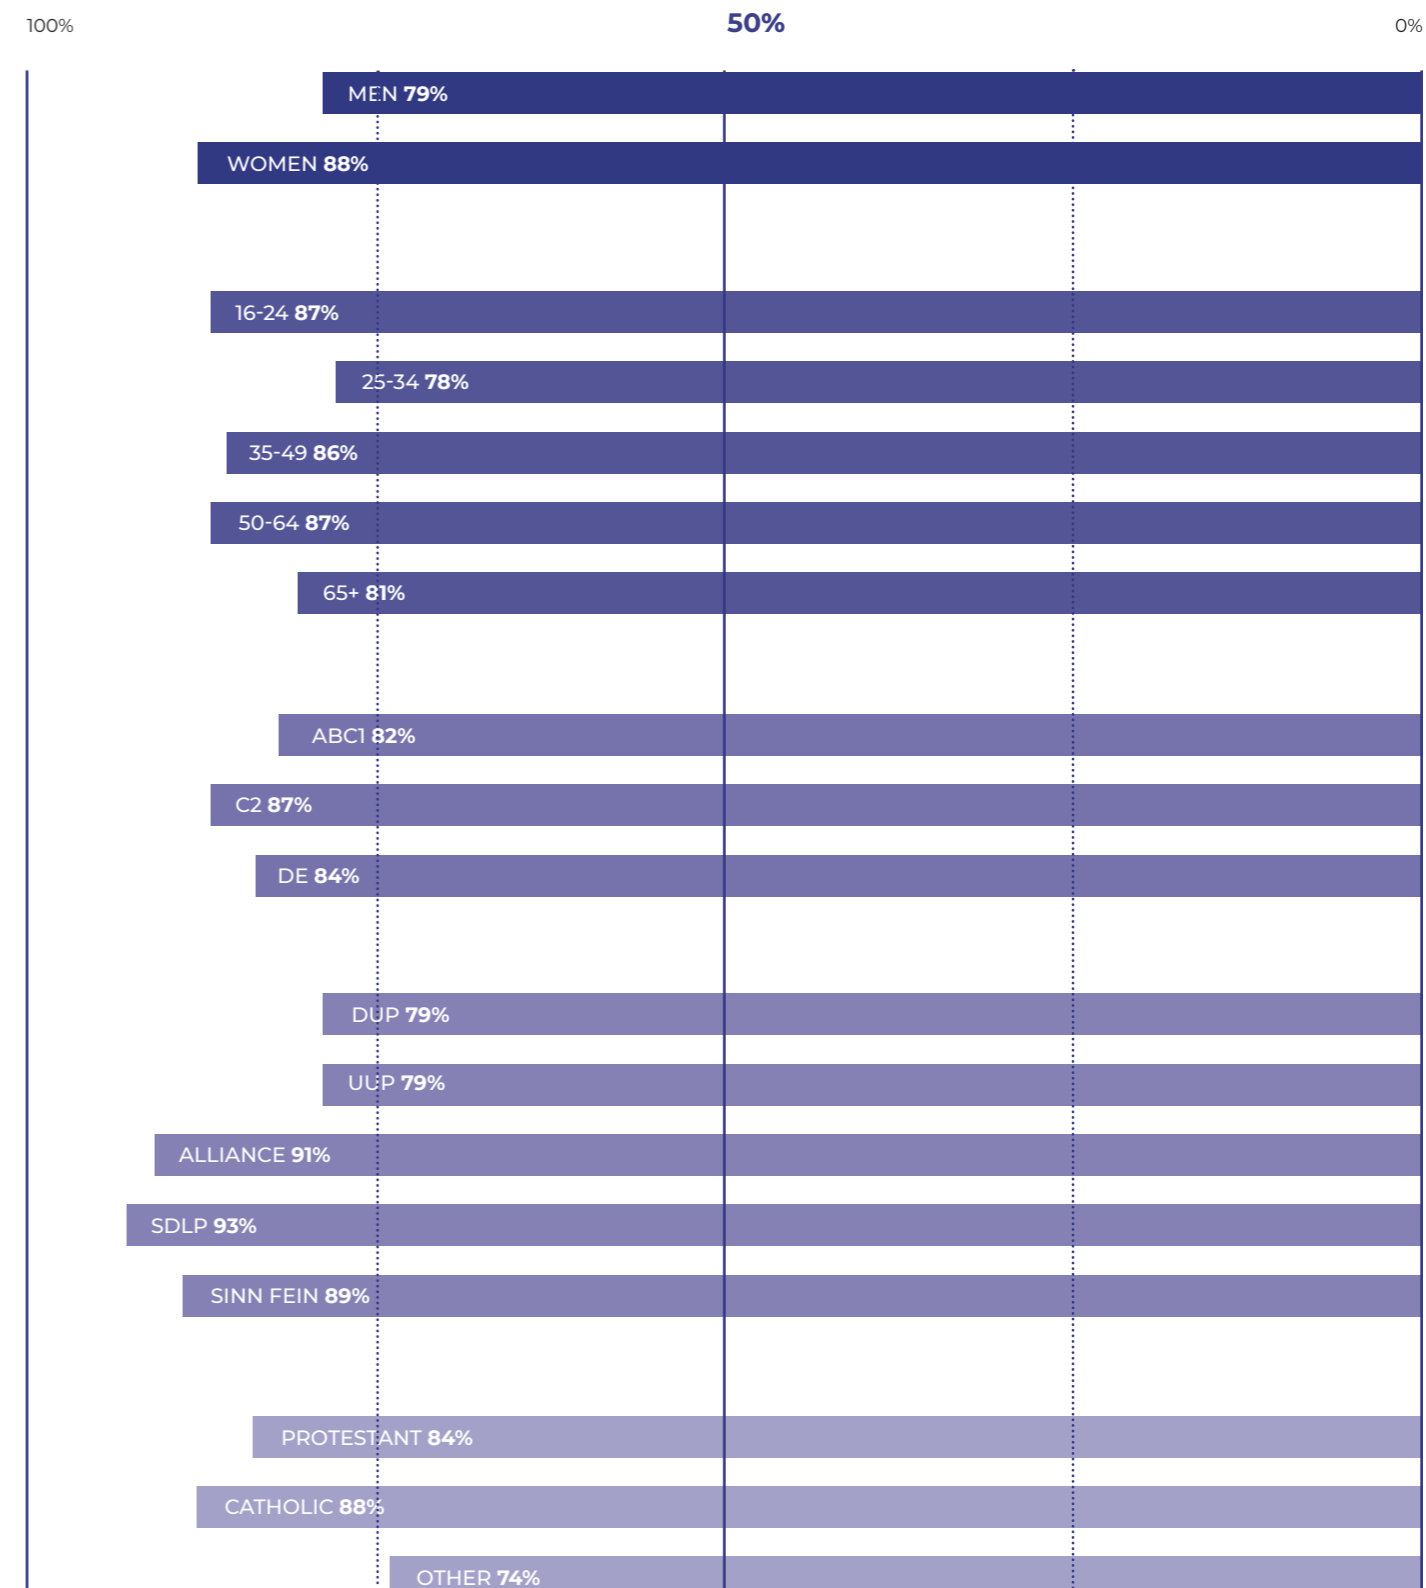 100% 50% 0%
MEN 79%
WOMEN 88%
16-24 87%
25-34 78%
35-49 86%
50-64 87%
65+ 81%
ABC1 82%
C2 87%
DE 84%
DUP 79%
UUP 79%
ALLIANCE 91%
SDLP 93%
SINN FEIN 89%
PROTESTANT 84%
CATHOLIC 88%
OTHER 74%